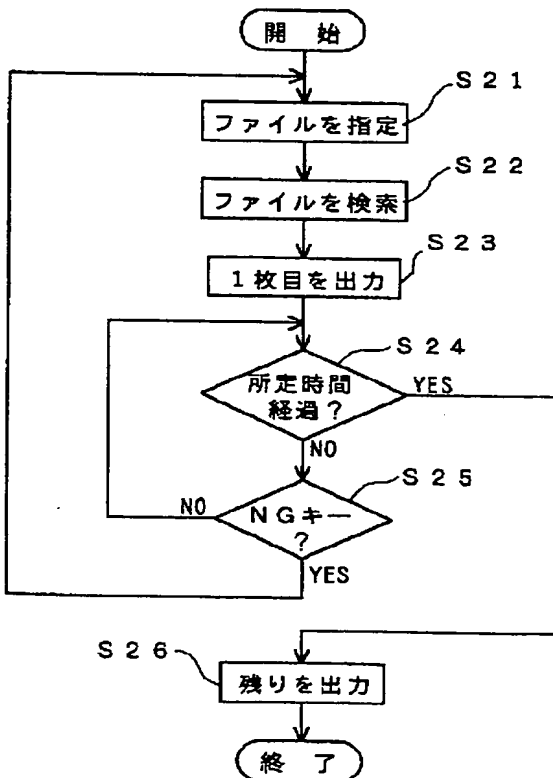 開 始
S21
ファイルを指定
S22
ファイルを検索
S23
1枚目を出力
S24
所定時間
経過?
YES
NO
S25
NGキー
?
NO
YES
S26
残りを出力
終 了